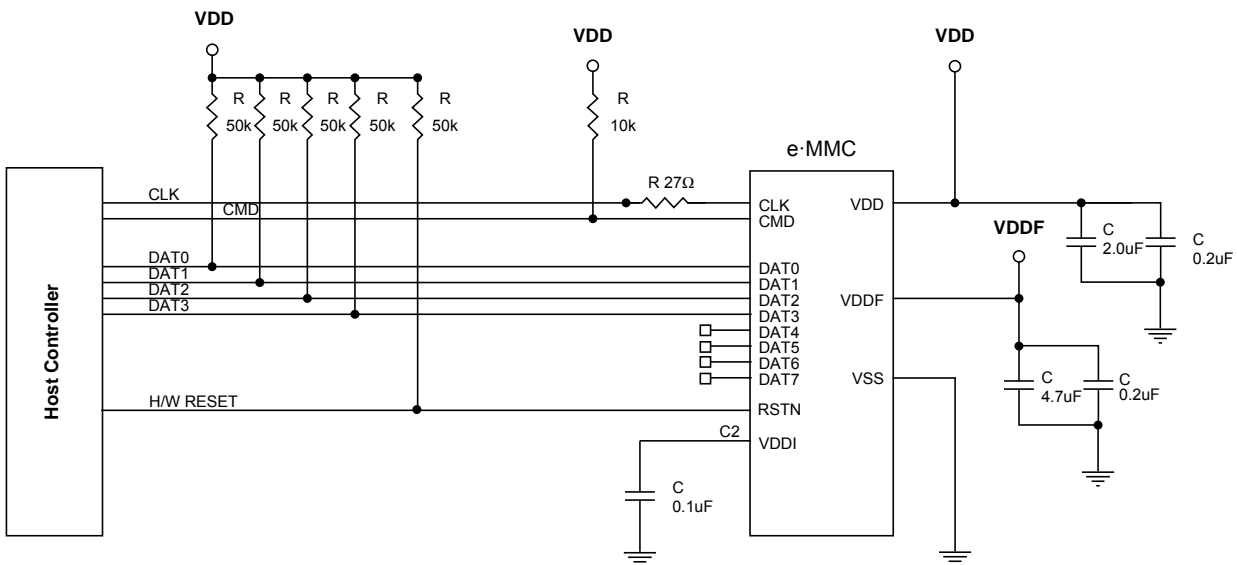 VDD
VDD
VDD
R
50k
R
50k
R
50k
R
50k
R
50k
R
10k
e·MMC
R 27Ω
CLK
CMD
DAT0
DAT1
DAT2
DAT3
H/W RESET
Host Controller
CLK
CMD
DAT0
DAT1
DAT2
DAT3
DAT4
DAT5
DAT6
DAT7
RSTN
C2
VDDI
VDD
VDDF
VSS
VDDF
C
2.0uF
C
0.2uF
C
4.7uF
C
0.2uF
C
0.1uF